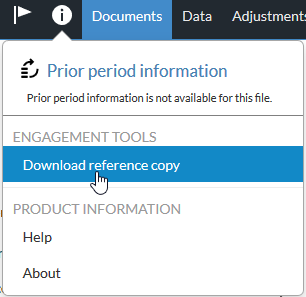 Documents Data Adjustments
Prior period information
Prior period information is not available for this file.
ENGAGEMENT TOOLS
Download reference copy
PRODUCT INFORMATION
Help
About